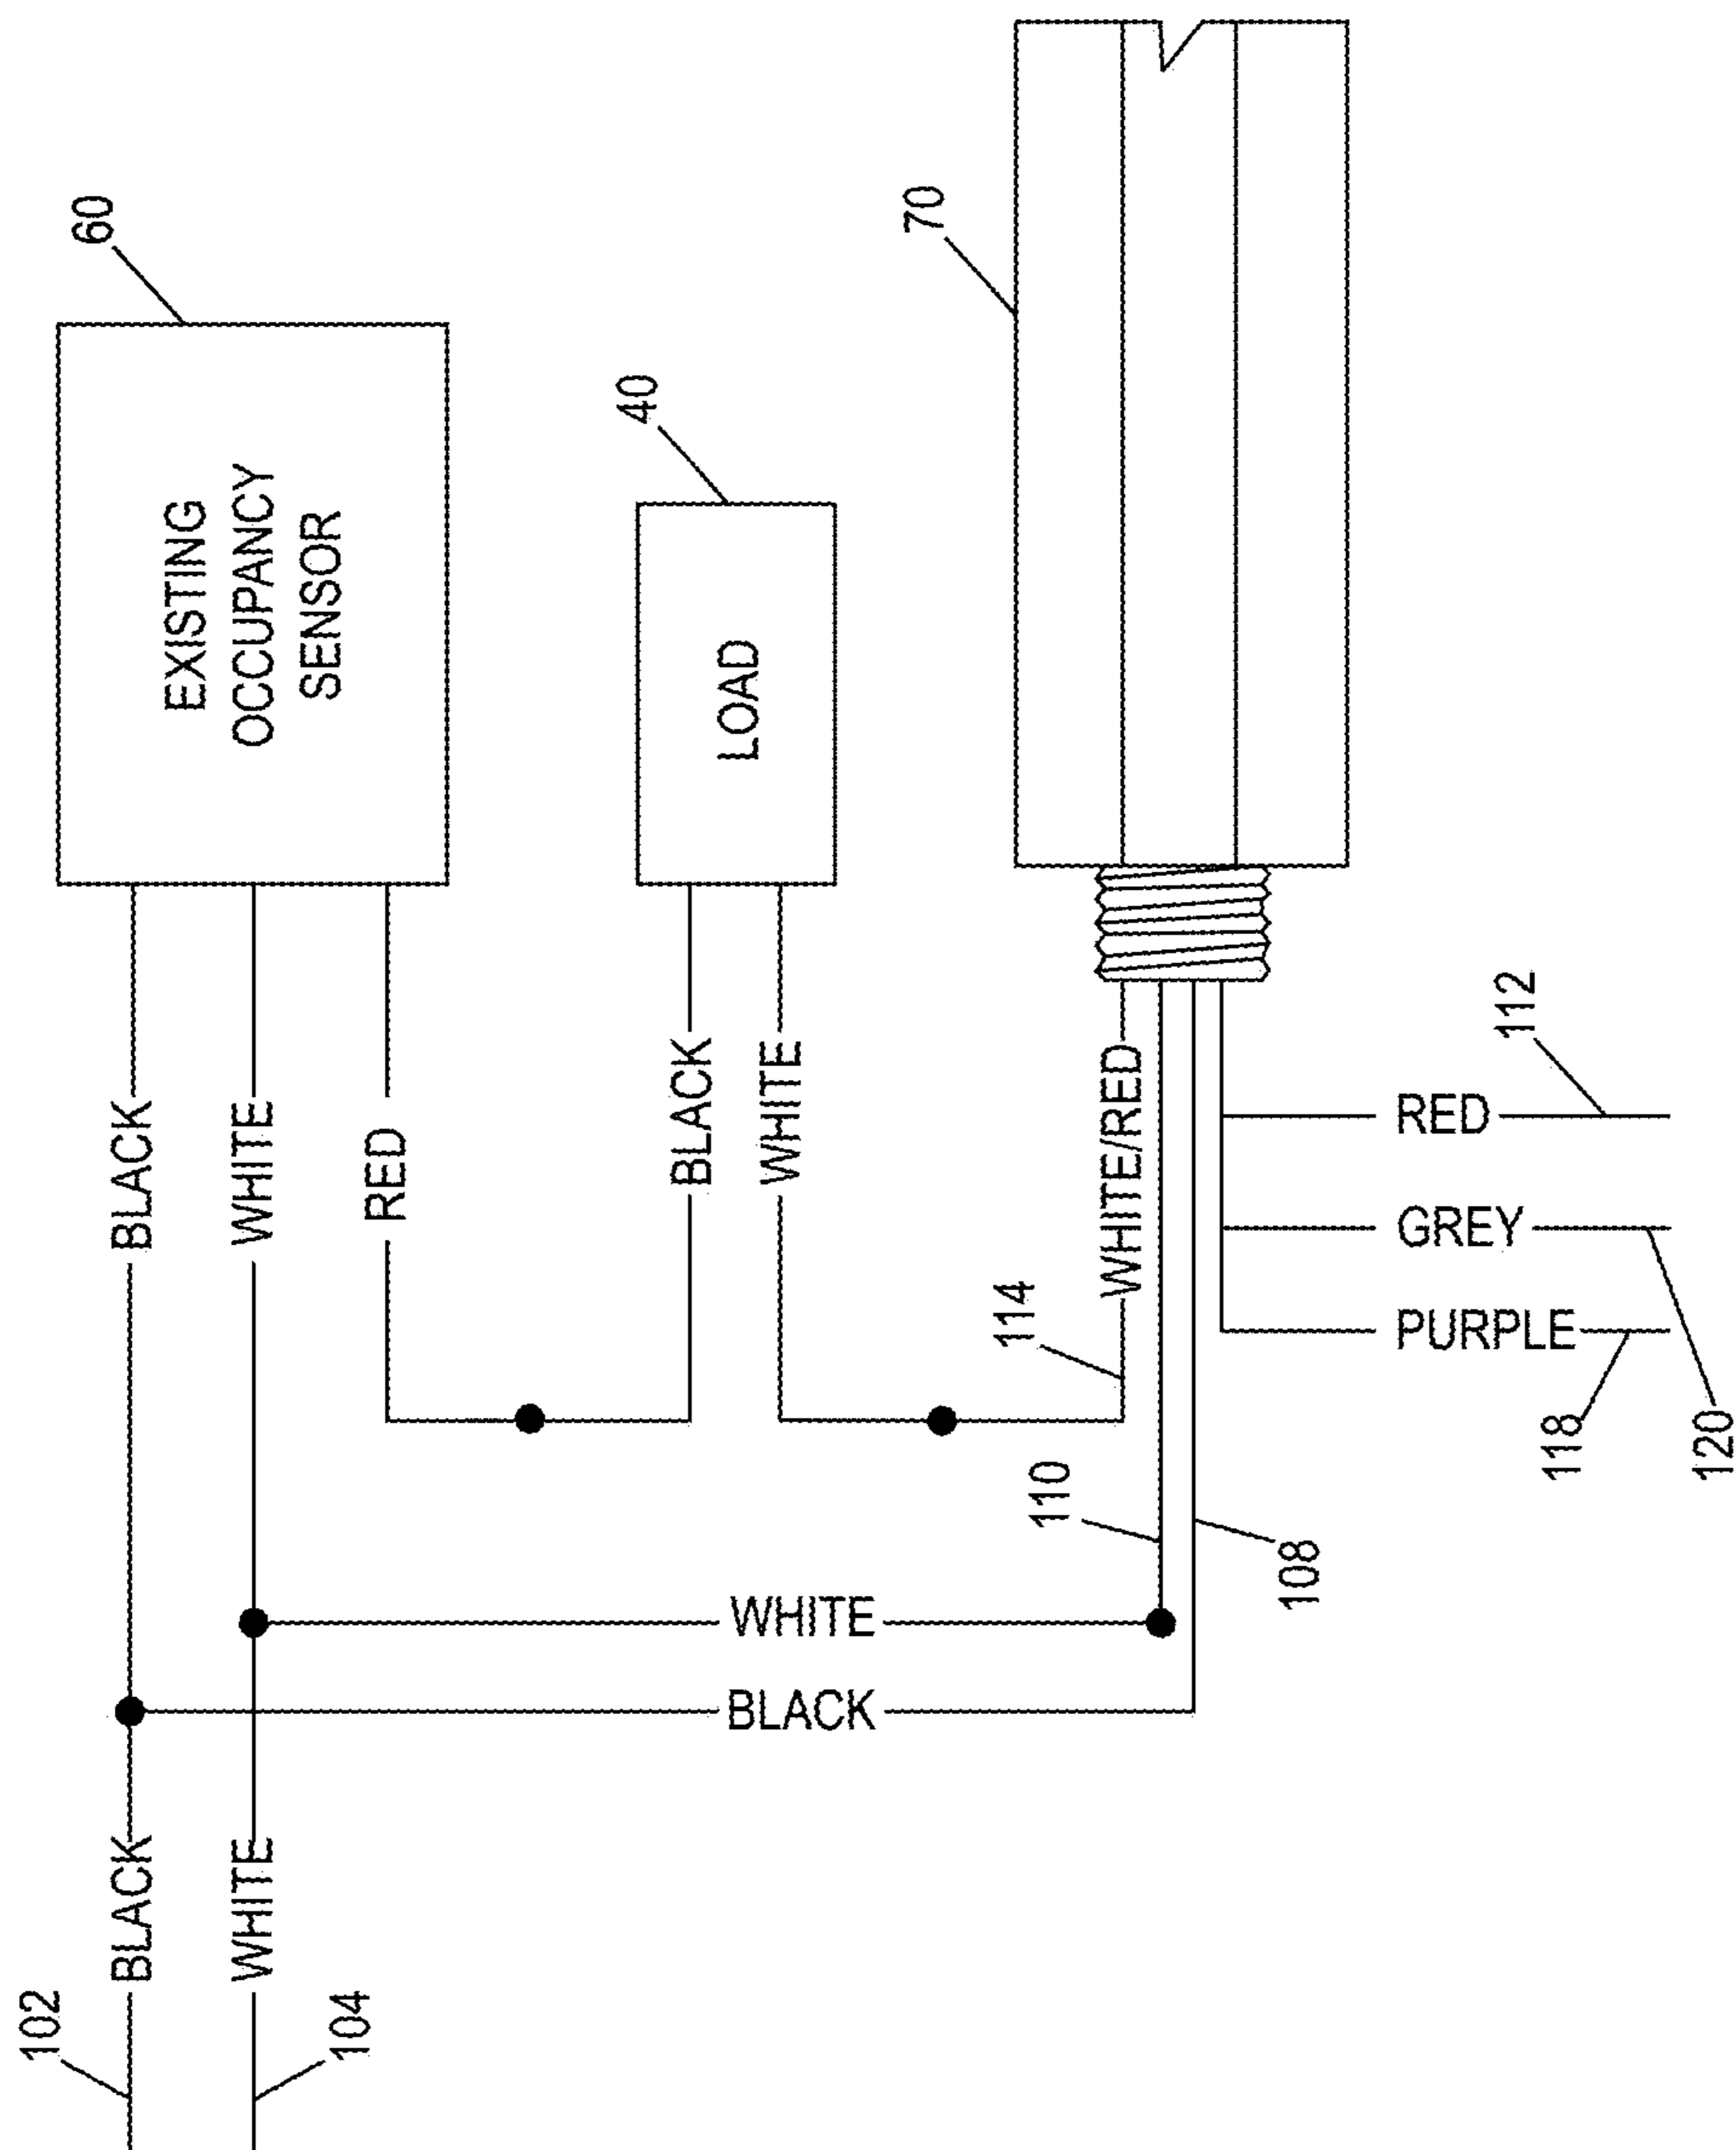 102
BLACK
BLACK
60
104
WHITE
WHITE
EXISTING
OCCUPANCY
SENSOR
RED
BLACK
40
LOAD
WHITE
WHITE
BLACK
114
WHITE/RED
70
110
108
RED
112
GREY
120
PURPLE
118